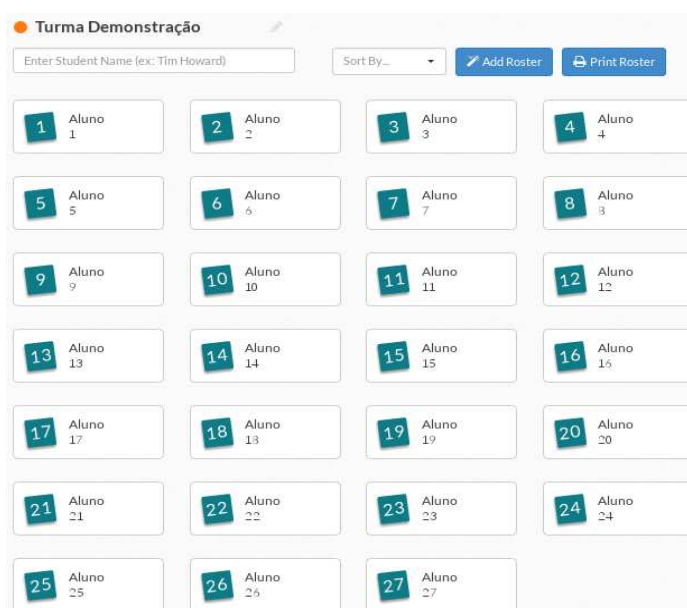 Turma Demonstração
Enter Student Name (ex: Tim Howard)
Sort By...
Add Roster
Print Roster
1 Aluno
1
2 Aluno
2
3 Aluno
3
4 Aluno
4
5 Aluno
5
6 Aluno
6
7 Aluno
7
8 Aluno
8
9 Aluno
9
10 Aluno
10
11 Aluno
11
12 Aluno
12
13 Aluno
13
14 Aluno
14
15 Aluno
15
16 Aluno
16
17 Aluno
17
18 Aluno
18
19 Aluno
19
20 Aluno
20
21 Aluno
21
22 Aluno
22
23 Aluno
23
24 Aluno
24
25 Aluno
25
26 Aluno
26
27 Aluno
27